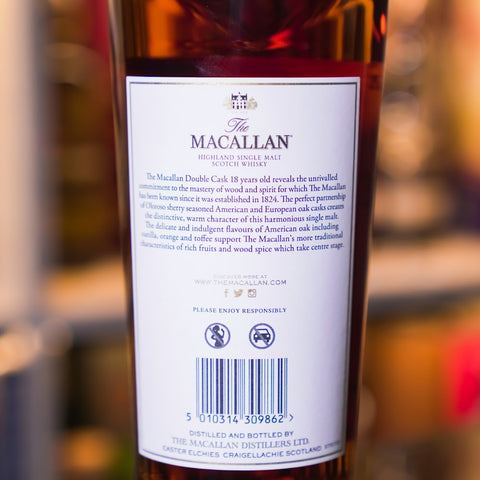 The
MACALLAN
HIGHLAND SINGLE MALT
SCOTCH WHISKY
The Macallan Double Cask 18 years old reveals the unrivalled
commitment to the mastery of wood and spirit for which The Macallan
has been known since it was established in 1824. The perfect partnership
of Oloroso sherry seasoned American and European oak casks creates
the distinctive, warm character of this harmonious single malt.
The delicate and indulgent flavours of American oak including
vanilla, orange and toffee support The Macallan's more traditional
characteristics of rich fruits and wood spice which take centre stage.
DISCOVER MORE AT
WWW.THEMACALLAN.COM
PLEASE ENJOY RESPONSIBLY
5 010314 309862 >
DISTILLED AND BOTTLED BY
THE MACALLAN DISTILLERS LTD.
EASTER ELCHIES CRAIGELLACHIE SCOTLAND